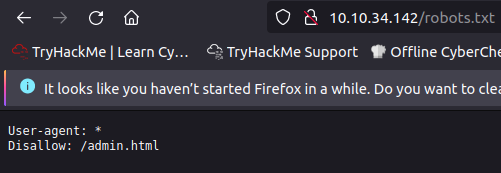 10.10.34.142/robots.txt
TryHackMe | Learn Cy... TryHackMe Support Offline CyberChe
It looks like you haven't started Firefox in a while. Do you want to clea
User-agent: *
Disallow: /admin.html